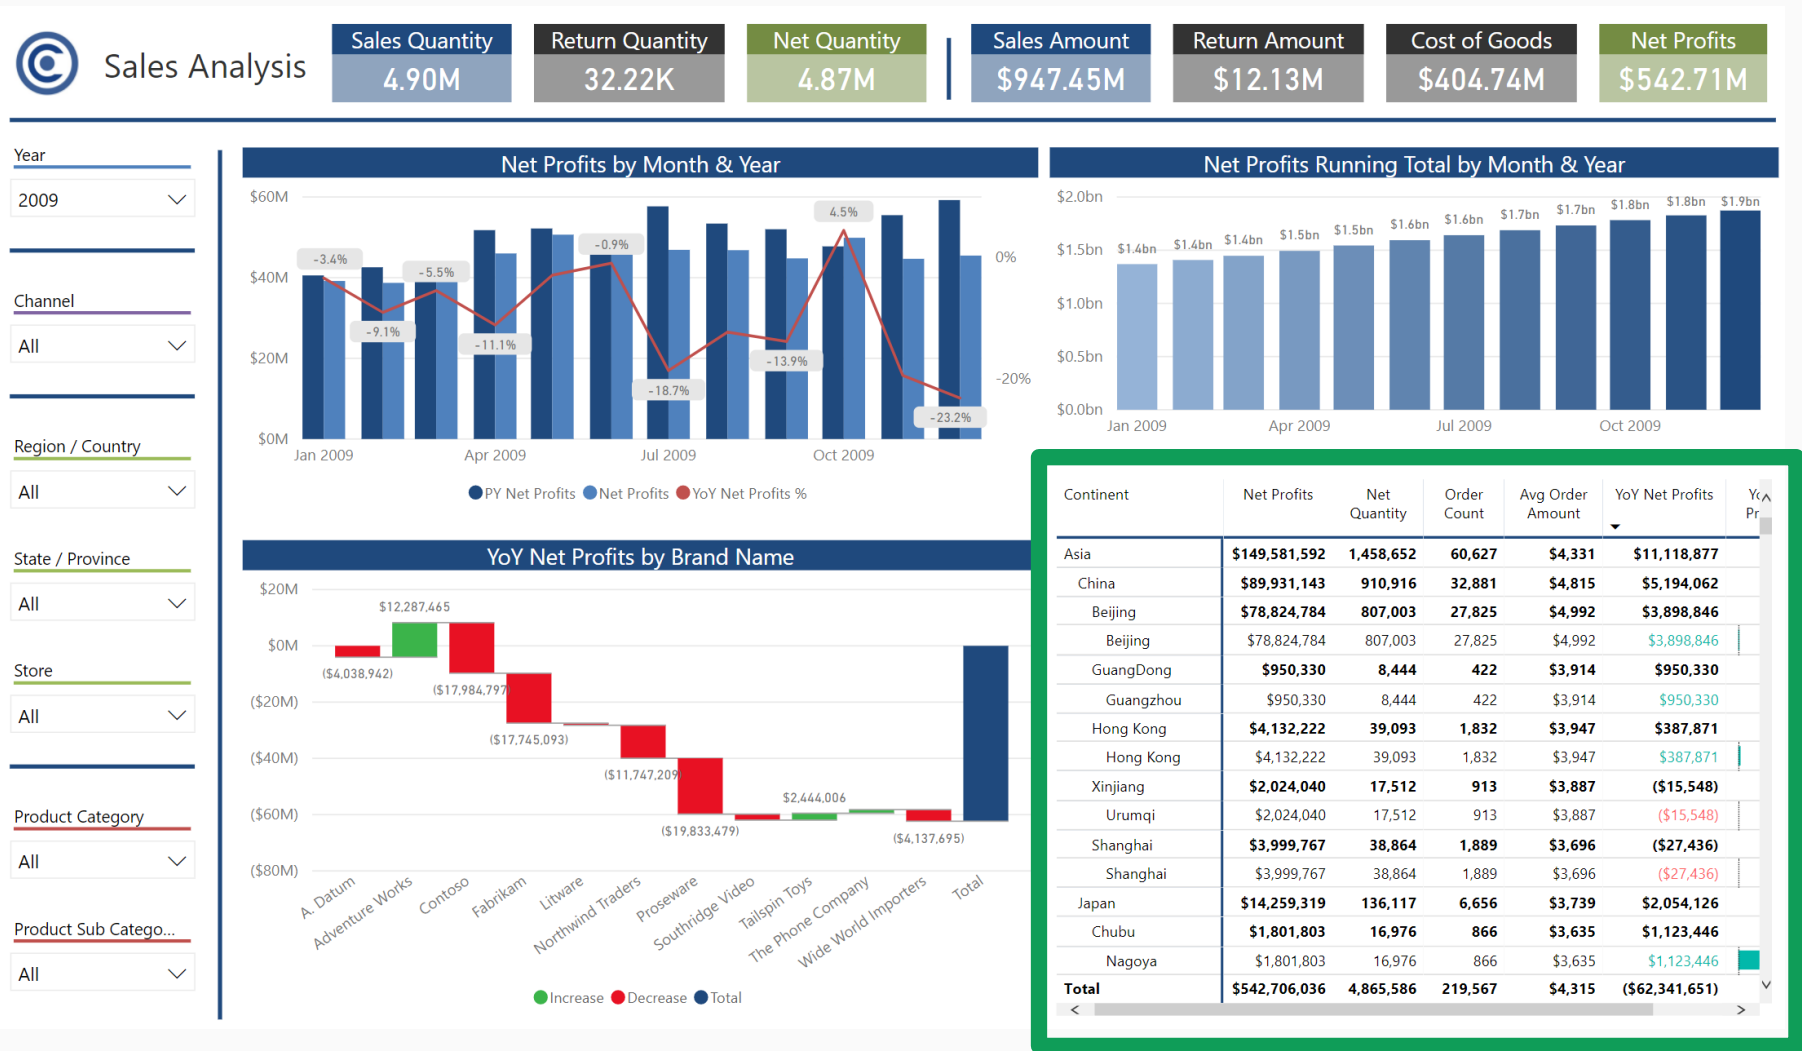 Sales Analysis
Sales Quantity
4.90M
Return Quantity
32.22K
Net Quantity
4.87M
Sales Amount
$947.45M
Return Amount
$12.13M
Cost of Goods
$404.74M
Net Profits
$542.71M
Year
2009
Channel
All
Region / Country
All
State / Province
All
Store
All
Product Category
All
Product Sub Catego...
All
Net Profits by Month & Year
$60M
$40M
$20M
$0M
0%
-20%
-3.4%
-9.1%
-5.5%
-11.1%
-0.9%
-18.7%
-13.9%
4.5%
-23.2%
Jan 2009 Apr 2009 Jul 2009 Oct 2009
PY Net Profits Net Profits YoY Net Profits %
Net Profits Running Total by Month & Year
$2.0bn
$1.5bn
$1.0bn
$0.5bn
$0.0bn
$1.4bn $1.4bn $1.4bn $1.5bn $1.5bn $1.6bn $1.6bn $1.7bn $1.7bn $1.8bn $1.8bn $1.9bn
Jan 2009 Apr 2009 Jul 2009 Oct 2009
YoY Net Profits by Brand Name
$20M
$0M
($20M)
($40M)
($60M)
($80M)
($4,038,942)
$12,287,465
($17,984,797)
($17,745,093)
($11,747,209)
($19,833,479)
$2,444,006
($4,137,695)
A. Datum
Adventure Works
Contoso
Fabrikam
Litware
Northwind Traders
Proseware
Southridge Video
Tailspin Toys
The Phone Company
Wide World Importers
Total
Increase Decrease Total
Continent Net Profits Net Quantity Order Count Avg Order Amount YoY Net Profits
Asia $149,581,592 1,458,652 60,627 $4,331 $11,118,877
China $89,931,143 910,916 32,881 $4,815 $5,194,062
Beijing $78,824,784 807,003 27,825 $4,992 $3,898,846
Beijing $78,824,784 807,003 27,825 $4,992 $3,898,846
GuangDong $950,330 8,444 422 $3,914 $950,330
Guangzhou $950,330 8,444 422 $3,914 $950,330
Hong Kong $4,132,222 39,093 1,832 $3,947 $387,871
Hong Kong $4,132,222 39,093 1,832 $3,947 $387,871
Xinjiang $2,024,040 17,512 913 $3,887 ($15,548)
Urumqi $2,024,040 17,512 913 $3,887 ($15,548)
Shanghai $3,999,767 38,864 1,889 $3,696 ($27,436)
Shanghai $3,999,767 38,864 1,889 $3,696 ($27,436)
Japan $14,259,319 136,117 6,656 $3,739 $2,054,126
Chubu $1,801,803 16,976 866 $3,635 $1,123,446
Nagoya $1,801,803 16,976 866 $3,635 $1,123,446
Total $542,706,036 4,865,586 219,567 $4,315 ($62,341,651)